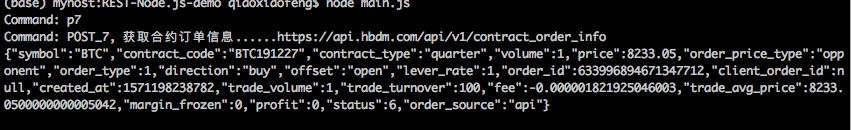 (base) myhost:REST-Node.js-demo qiaoxiaofeng$ node main.js
Command: p7
Command: POST_7, 获取合约订单信息......https://api.hbdm.com/api/v1/contract_order_info
{"symbol":"BTC","contract_code":"BTC191227","contract_type":"quarter","volume":1,"price":8233.05,"order_price_type":"opp
onent","order_type":1,"direction":"buy","offset":"open","lever_rate":1,"order_id":633996894671347712,"client_order_id":n
ull,"created_at":1571198238782,"trade_volume":1,"trade_turnover":100,"fee":-0.000001821925046003,"trade_avg_price":8233.
0500000000005042,"margin_frozen":0,"profit":0,"status":6,"order_source":"api"}